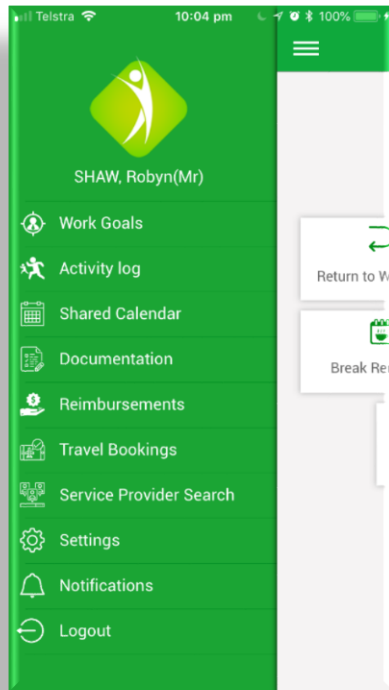 Telstra 10:04 pm 100%
SHAW, Robyn(Mr)
Work Goals
Activity log
Shared Calendar
Documentation
Reimbursements
Travel Bookings
Service Provider Search
Settings
Notifications
Logout
Return to W
Break Re